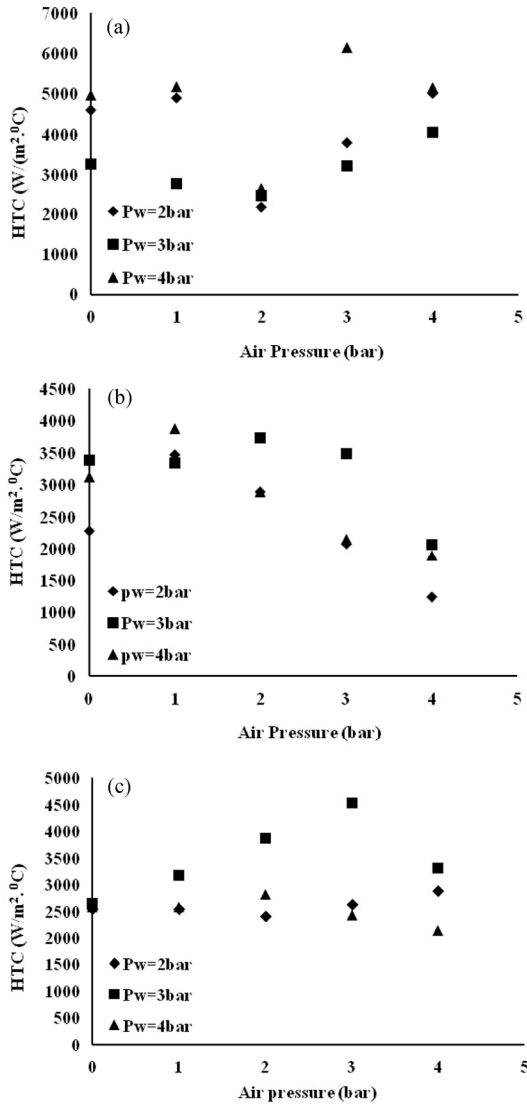 (a)
7000
6000
5000
4000
3000
2000
1000
0
HTC (W/(m².⁰C)
Pw=2bar
Pw=3bar
Pw=4bar
0 1 2 3 4 5
Air Pressure (bar)
(b)
4500
4000
3500
3000
2500
2000
1500
1000
500
0
HTC (W/m².⁰C)
pw=2bar
Pw=3bar
pw=4bar
0 1 2 3 4 5
Air Pressure (bar)
(c)
5000
4500
4000
3500
3000
2500
2000
1500
1000
500
0
HTC (W/m².⁰C)
Pw=2bar
Pw=3bar
Pw=4bar
0 1 2 3 4 5
Air pressure (bar)